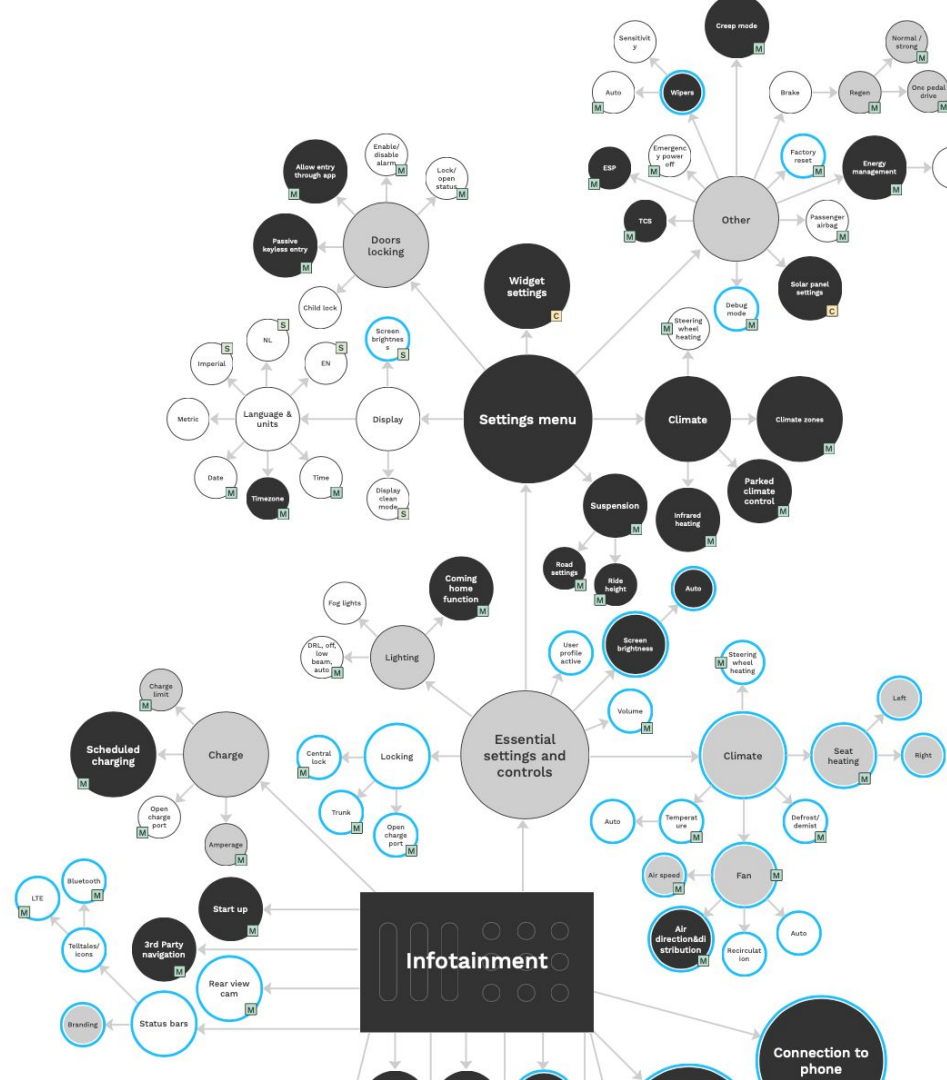 Creep mode
M
Sensitivit
y
Normal /
strong
M
Auto
M
Wipers
Brake
Regen
M
One pedal
drive
M
Allow entry
through app
M
Enable/
disable
alarm
M
Lock/
open
status
M
ESP
M
Emergenc
y power
off
M
Factory
reset
M
Energy
management
M
Passive
keyless entry
M
Doors
locking
TCS
M
Other
Passenger
airbag
M
Child lock
Widget
settings
C
Solar panel
settings
C
Debug
mode
M
S
NL
S
Imperial
S
EN
Screen
brightnes
s
S
M
Steering
wheel
heating
Metric
Language &
units
Display
Settings menu
Climate
Climate zones
M
Date
M
Timezone
M
Time
M
Display
clean
mode
S
Suspension
M
Infrared
heating
M
Parked
climate
control
M
Road
settings
M
Ride
height
M
Coming
home
function
M
Fog lights
Auto
DRL, off,
low
beam,
auto
M
Lighting
User
profile
active
Screen
brightness
M
Steering
wheel
heating
Charge
limit
M
Volume
M
Left
Scheduled
charging
M
Charge
Central
lock
M
Locking
Essential
settings and
controls
Climate
Seat
heating
M
Right
Open
charge
port
M
Amperage
M
Trunk
M
Open
charge
port
M
Auto
Temperat
ure
M
Defrost/
demist
M
LTE
M
Bluetooth
M
Air speed
M
Fan
M
Start up
M
Telltales/
icons
3rd Party
navigation
M
Infotainment
Air
direction&di
stribution
M
Recirculat
ion
Auto
Rear view
cam
M
Branding
Status bars
Connection to
phone